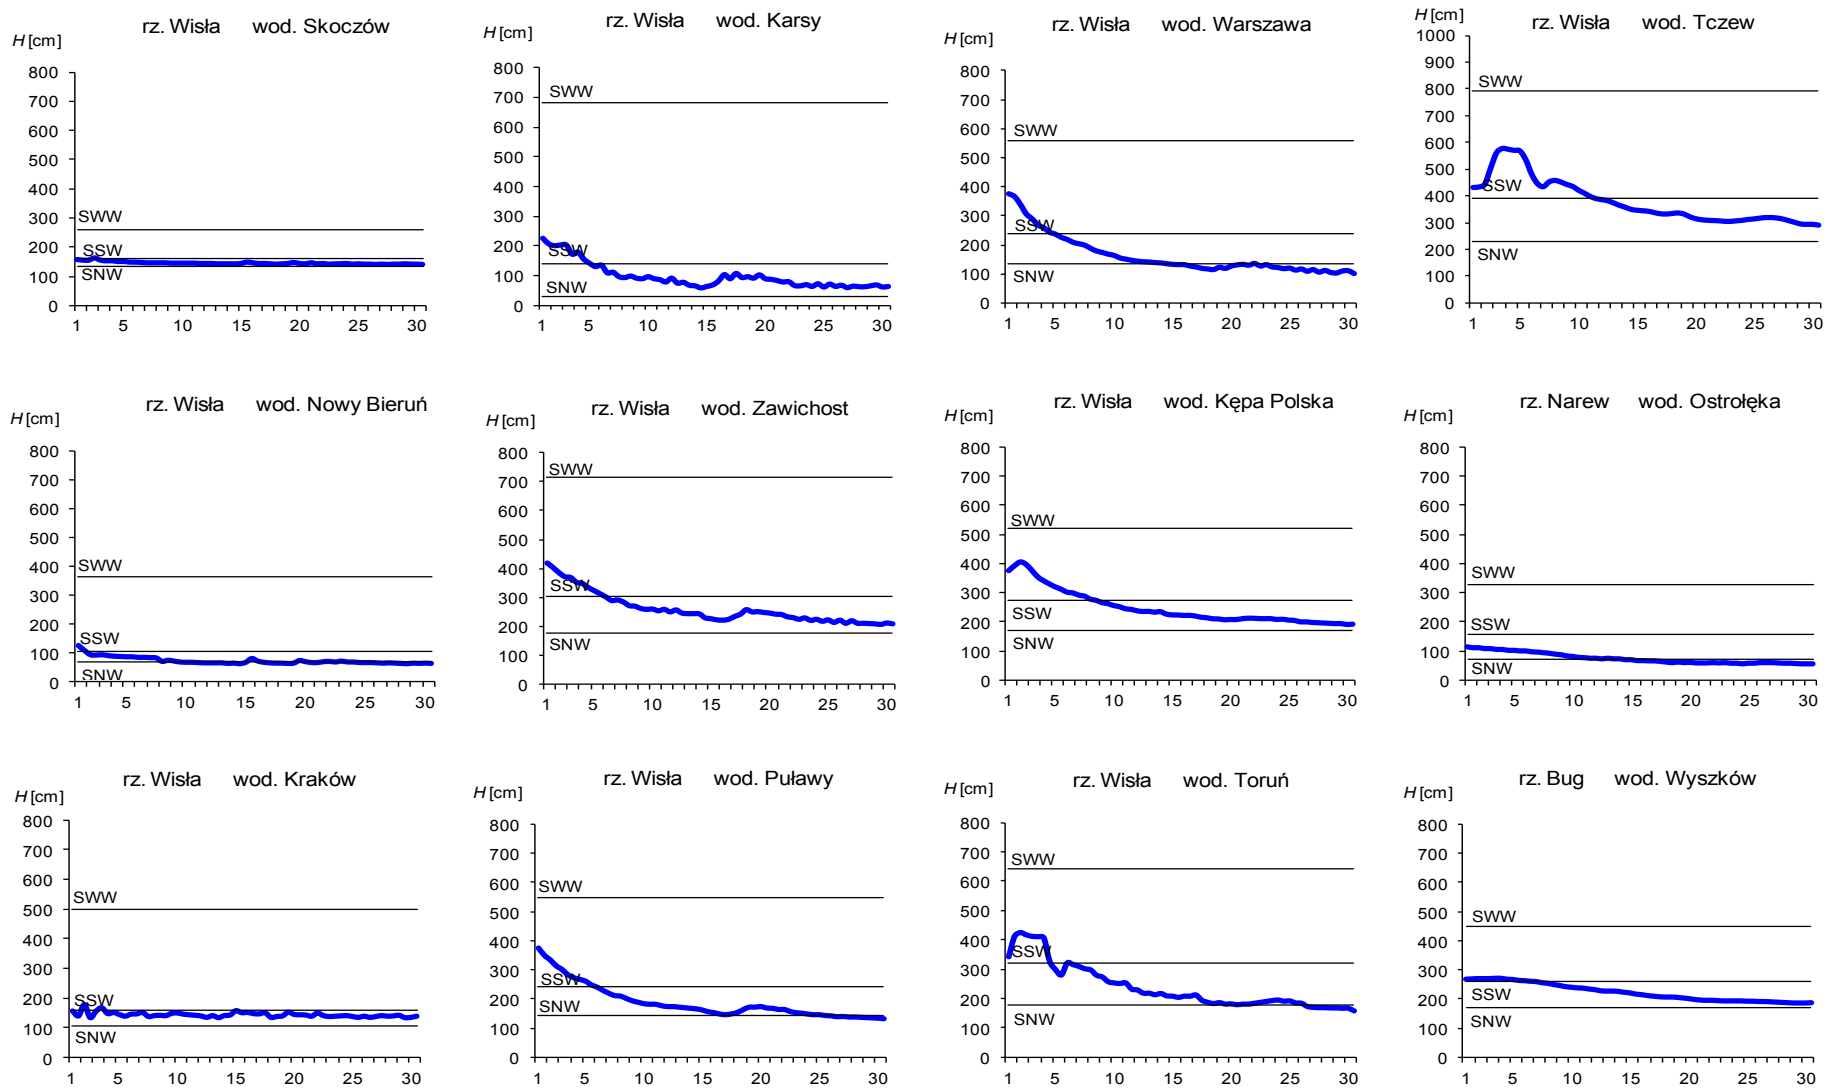 rz. Wisła wod. Skoczów
H [cm]
800
700
600
500
400
300
200
100
0
SWW
SSW
SNW
1 5 10 15 20 25 30
rz. Wisła wod. Karsy
H [cm]
800
700
600
500
400
300
200
100
0
SWW
SSW
SNW
1 5 10 15 20 25 30
rz. Wisła wod. Warszawa
H [cm]
800
700
600
500
400
300
200
100
0
SWW
SSW
SNW
1 5 10 15 20 25 30
rz. Wisła wod. Tczew
H [cm]
1000
900
800
700
600
500
400
300
200
100
0
SWW
SSW
SNW
1 5 10 15 20 25 30
rz. Wisła wod. Nowy Bieruń
H [cm]
800
700
600
500
400
300
200
100
0
SWW
SSW
SNW
1 5 10 15 20 25 30
rz. Wisła wod. Zawichost
H [cm]
800
700
600
500
400
300
200
100
0
SWW
SSW
SNW
1 5 10 15 20 25 30
rz. Wisła wod. Kępa Polska
H [cm]
800
700
600
500
400
300
200
100
0
SWW
SSW
SNW
1 5 10 15 20 25 30
rz. Narew wod. Ostrołęka
H [cm]
800
700
600
500
400
300
200
100
0
SWW
SSW
SNW
1 5 10 15 20 25 30
rz. Wisła wod. Kraków
H [cm]
800
700
600
500
400
300
200
100
0
SWW
SSW
SNW
1 5 10 15 20 25 30
rz. Wisła wod. Puławy
H [cm]
800
700
600
500
400
300
200
100
0
SWW
SSW
SNW
1 5 10 15 20 25 30
rz. Wisła wod. Toruń
H [cm]
800
700
600
500
400
300
200
100
0
SWW
SSW
SNW
1 5 10 15 20 25 30
rz. Bug wod. Wyszków
H [cm]
800
700
600
500
400
300
200
100
0
SWW
SSW
SNW
1 5 10 15 20 25 30